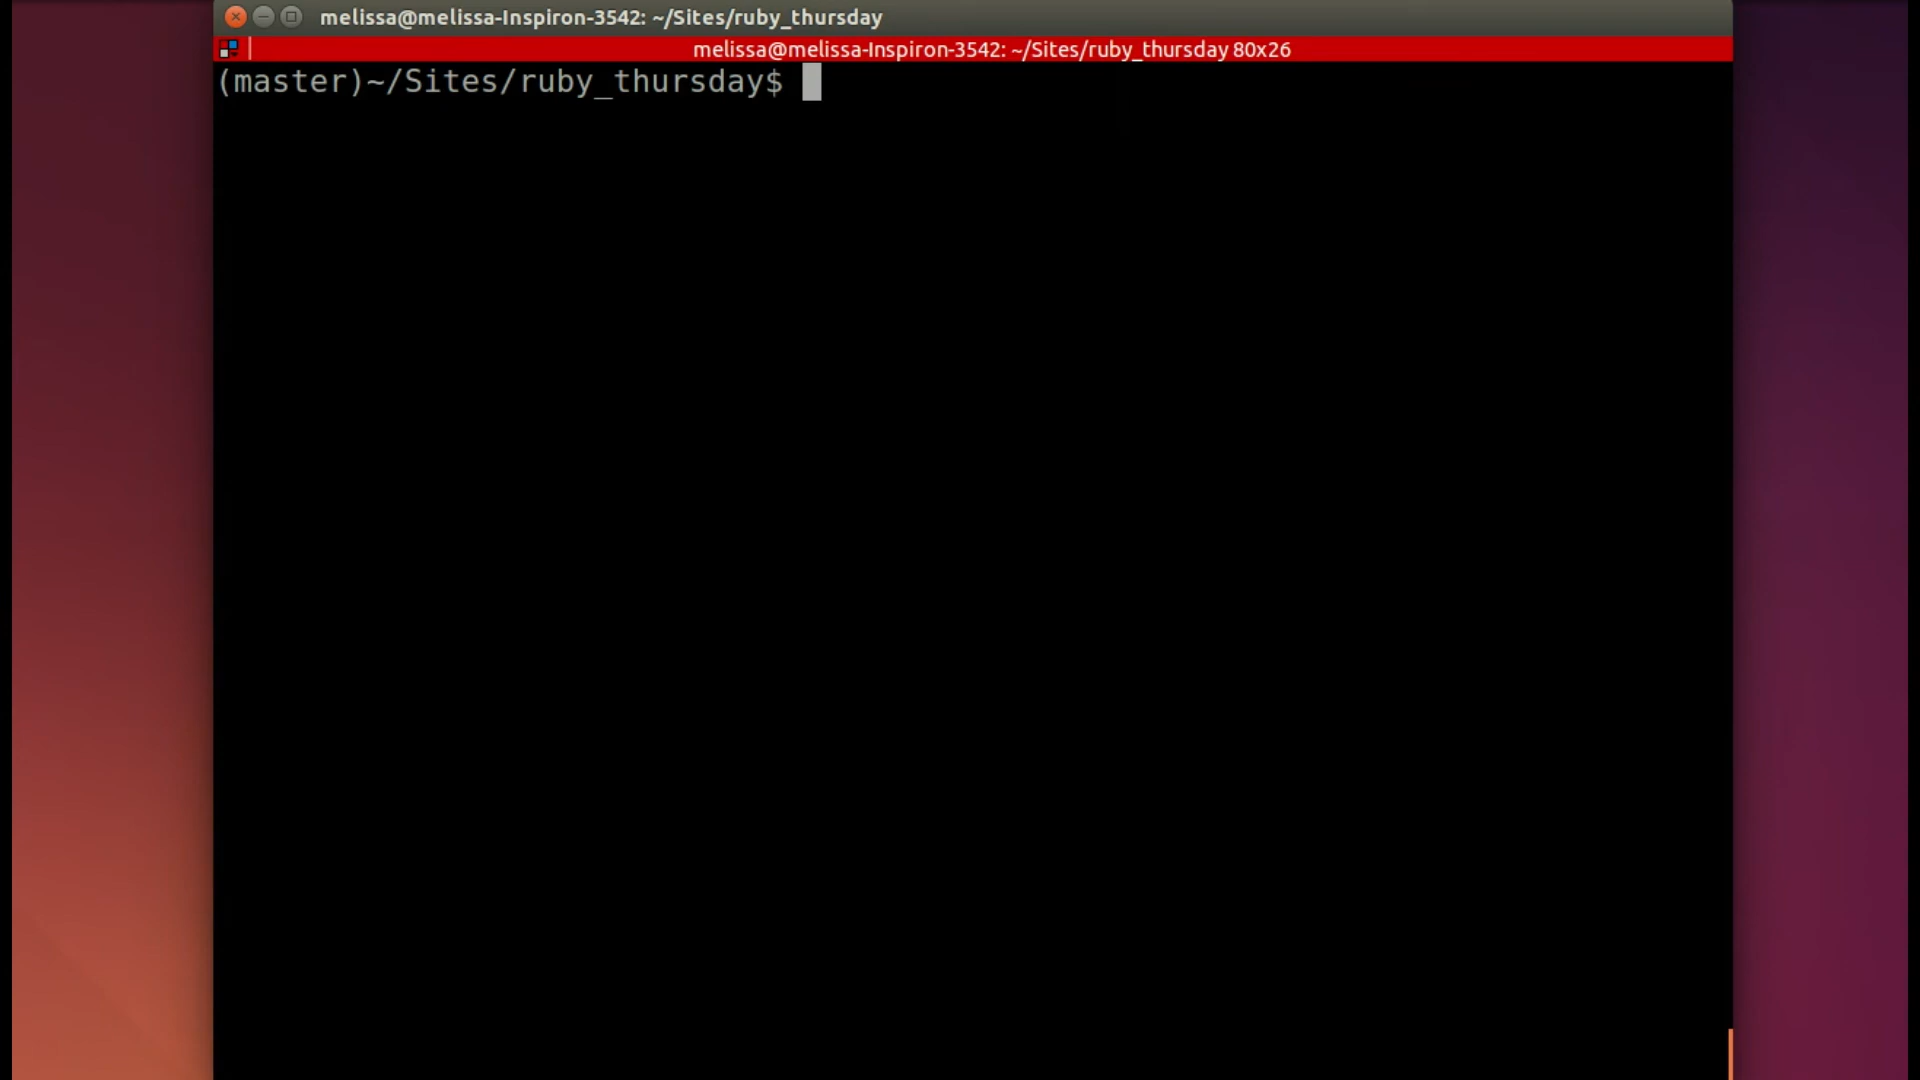 melissa@melissa-Inspiron-3542: ~/Sites/ruby_thursday
melissa@melissa-Inspiron-3542: ~/Sites/ruby_thursday 80x26
(master)~/Sites/ruby_thursday$